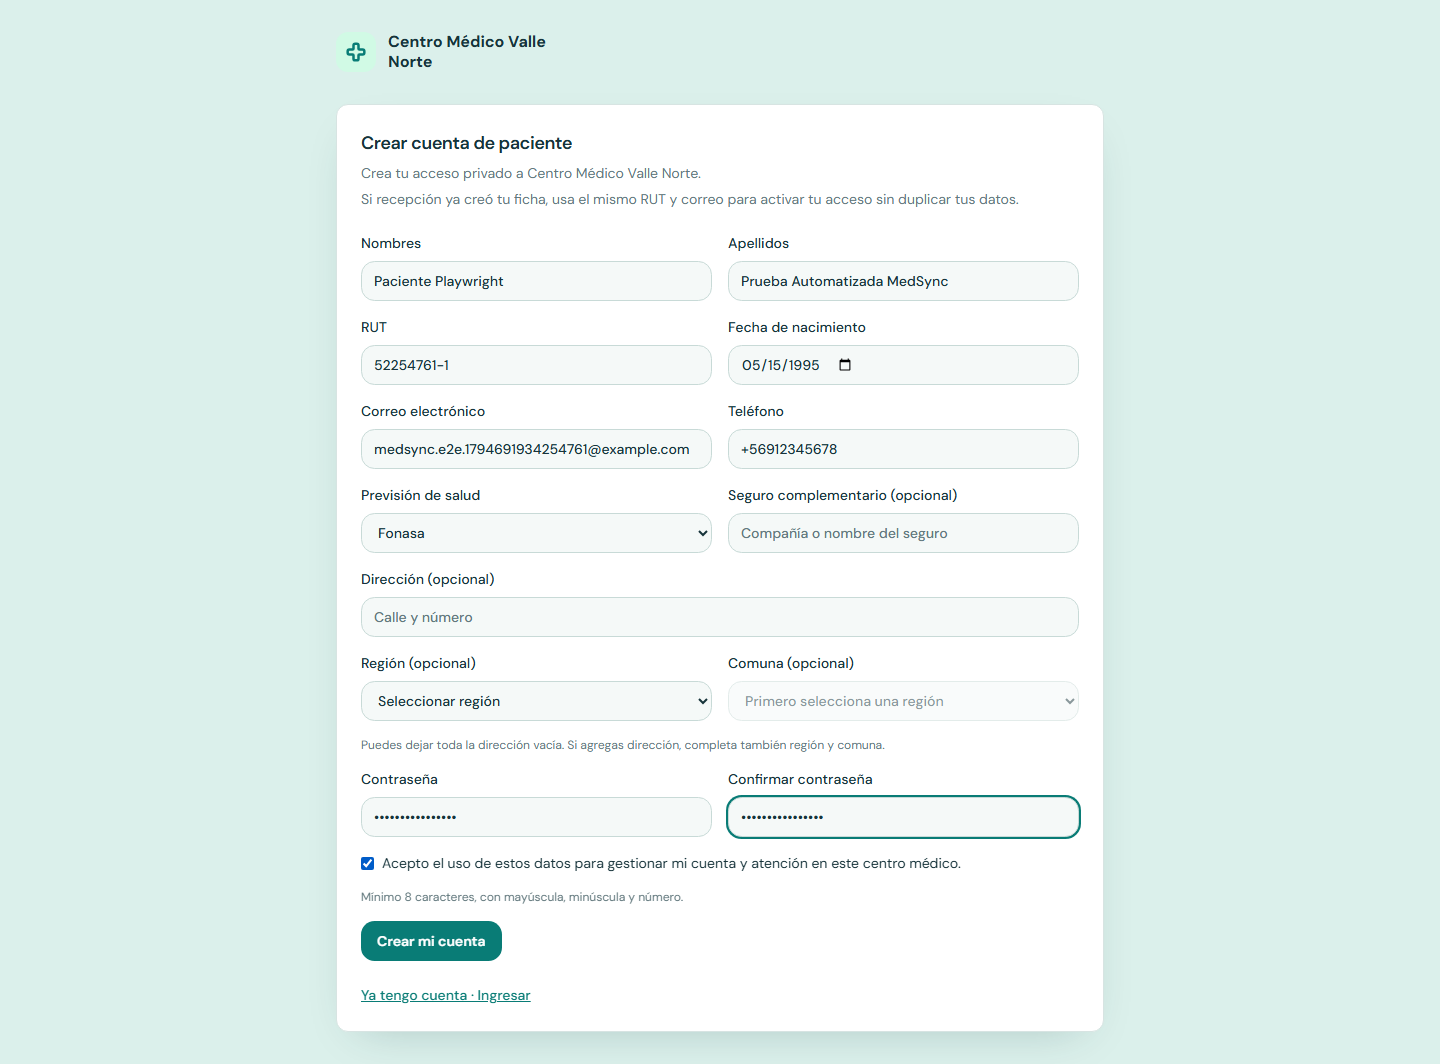 Centro Médico Valle
Norte
Crear cuenta de paciente
Crea tu acceso privado a Centro Médico Valle Norte.
Si recepción ya creó tu ficha, usa el mismo RUT y correo para activar tu acceso sin duplicar tus datos.
Nombres
Apellidos
Paciente Playwright
Prueba Automatizada MedSync
RUT
Fecha de nacimiento
52254761-1
05/15/1995
Correo electrónico
Teléfono
medsync.e2e.1794691934254761@example.com
+56912345678
Previsión de salud
Seguro complementario (opcional)
Fonasa
Compañía o nombre del seguro
Dirección (opcional)
Calle y número
Región (opcional)
Comuna (opcional)
Seleccionar región
Primero selecciona una región
Puedes dejar toda la dirección vacía. Si agregas dirección, completa también región y comuna.
Contraseña
Confirmar contraseña
••••••••••••••••
••••••••••••••••
Acepto el uso de estos datos para gestionar mi cuenta y atención en este centro médico.
Mínimo 8 caracteres, con mayúscula, minúscula y número.
Crear mi cuenta
Ya tengo cuenta · Ingresar